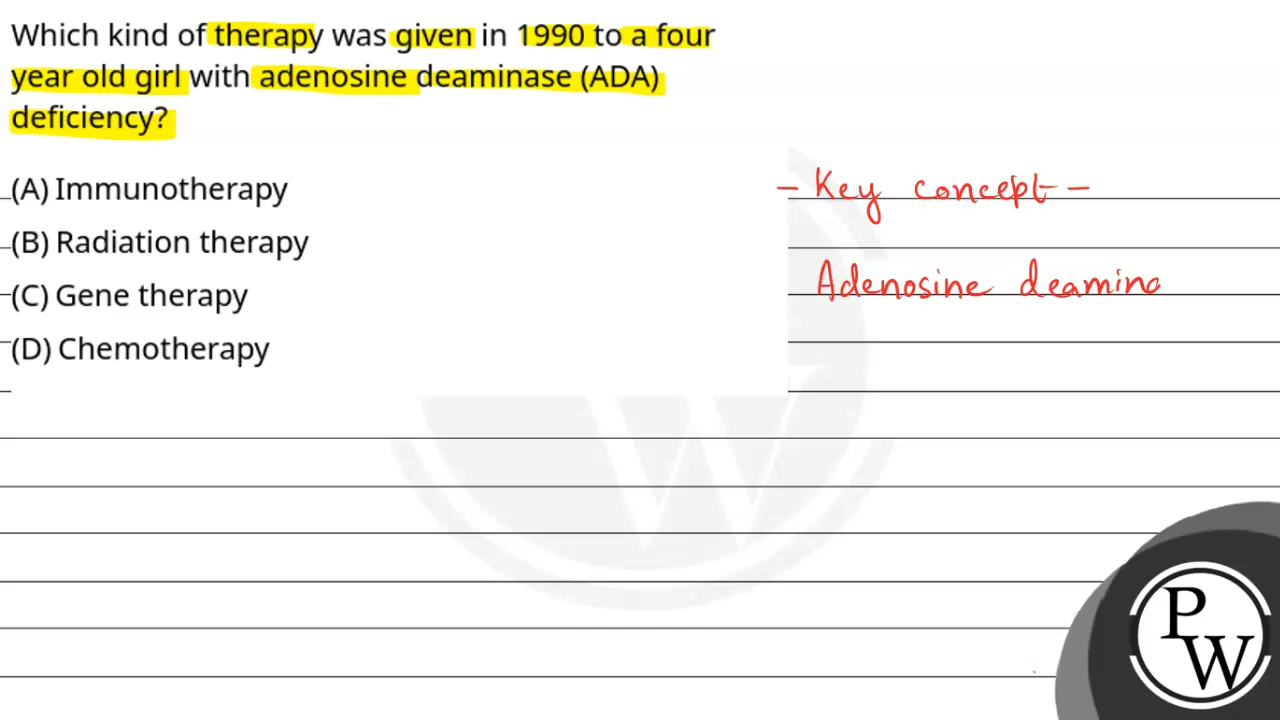 Which kind of therapy was given in 1990 to a four
year old girl with adenosine deaminase (ADA)
deficiency?
(A) Immunotherapy
(B) Radiation therapy
(C) Gene therapy
(D) Chemotherapy
- Key concept -
Adenosine deamina
PW